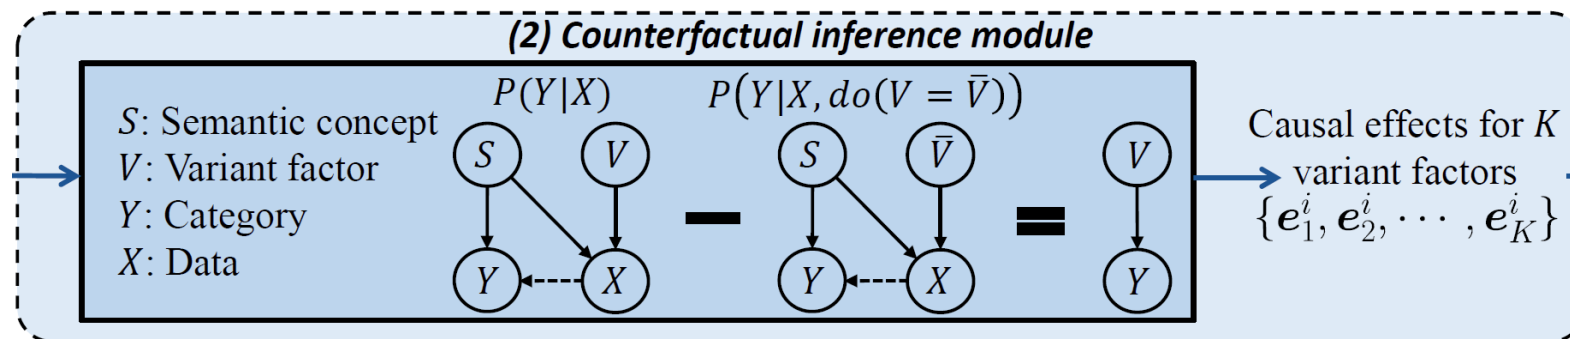 (2) Counterfactual inference module
S: Semantic concept
V: Variant factor
Y: Category
X: Data
P(Y|X)
S V
Y X
P(Y|X, do(V = V̄))
S V̄
Y X
V
Y
Causal effects for K
variant factors
{e₁ⁱ, e₂ⁱ, ⋯ , e_Kⁱ}